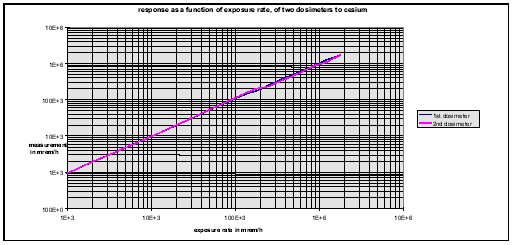 response as a function of exposure rate, of two dosimeters to cesium
10E+6
1E+6
100E+3
10E+3
measurement
in mrem/h
1E+3
100E+0
1E+3
10E+3
100E+3
1E+6
10E+6
exposure rate in mrem/h
1st dosimeter
2nd dosimeter